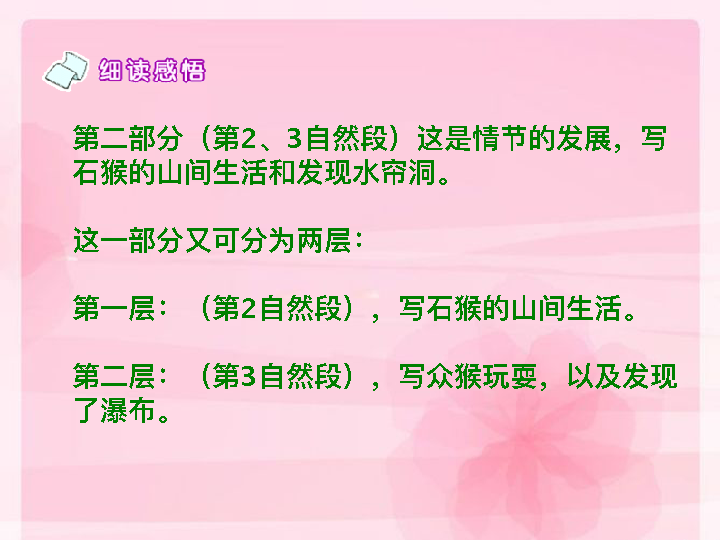 细读感悟
第二部分（第2、3自然段）这是情节的发展，写
石猴的山间生活和发现水帘洞。
这一部分又可分为两层：
第一层：（第2自然段），写石猴的山间生活。
第二层：（第3自然段），写众猴玩耍，以及发现
了瀑布。